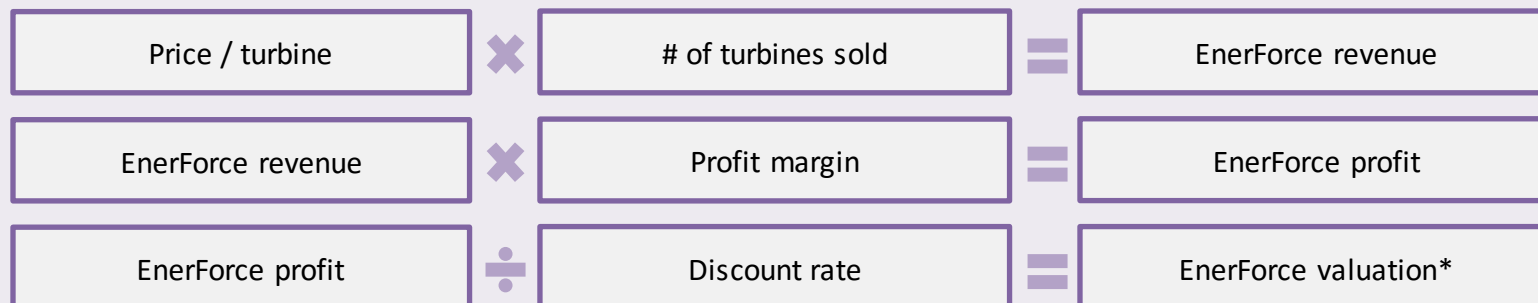 Price / turbine × # of turbines sold = EnerForce revenue
EnerForce revenue × Profit margin = EnerForce profit
EnerForce profit ÷ Discount rate = EnerForce valuation*